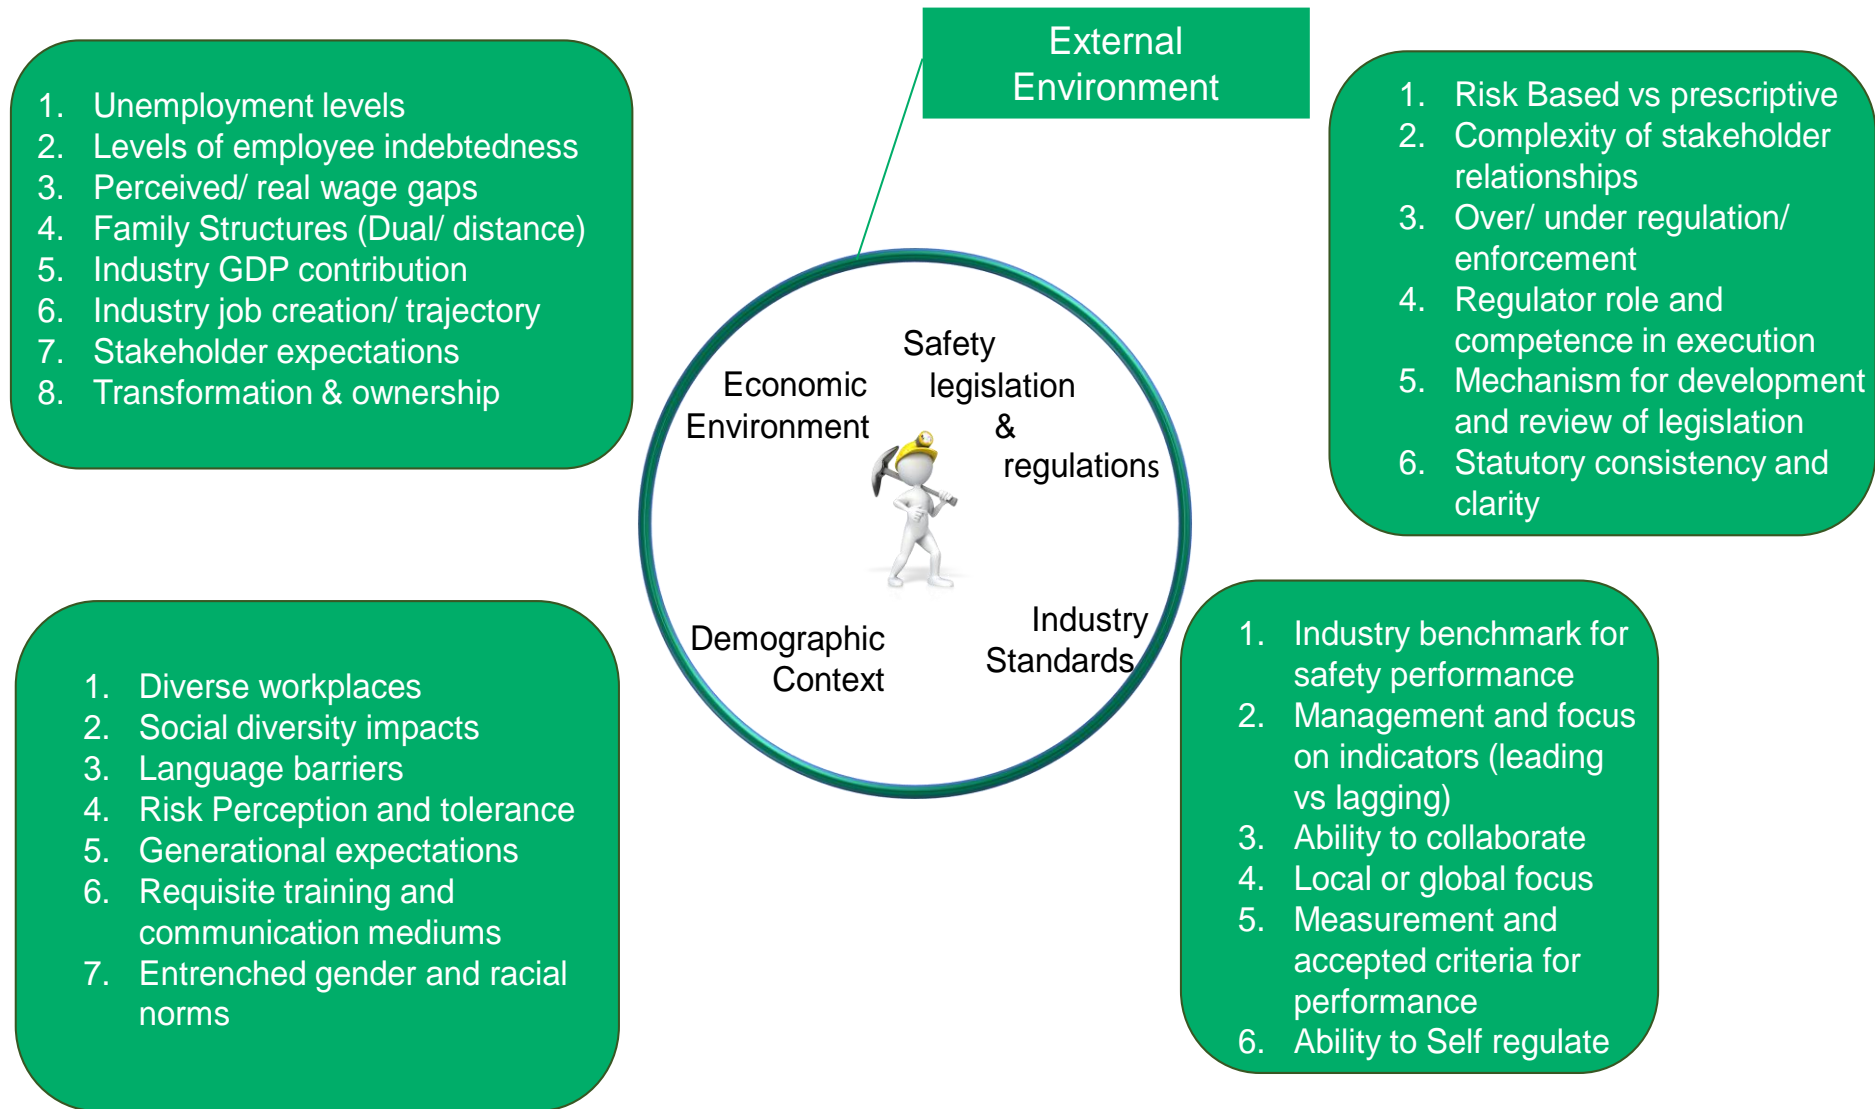 External
Environment
1. Unemployment levels
2. Levels of employee indebtedness
3. Perceived/ real wage gaps
4. Family Structures (Dual/ distance)
5. Industry GDP contribution
6. Industry job creation/ trajectory
7. Stakeholder expectations
8. Transformation & ownership
1. Risk Based vs prescriptive
2. Complexity of stakeholder
relationships
3. Over/ under regulation/
enforcement
4. Regulator role and
competence in execution
5. Mechanism for development
and review of legislation
6. Statutory consistency and
clarity
Economic
Environment
Safety
legislation
&
regulations
Demographic
Context
Industry
Standards
1. Diverse workplaces
2. Social diversity impacts
3. Language barriers
4. Risk Perception and tolerance
5. Generational expectations
6. Requisite training and
communication mediums
7. Entrenched gender and racial
norms
1. Industry benchmark for
safety performance
2. Management and focus
on indicators (leading
vs lagging)
3. Ability to collaborate
4. Local or global focus
5. Measurement and
accepted criteria for
performance
6. Ability to Self regulate